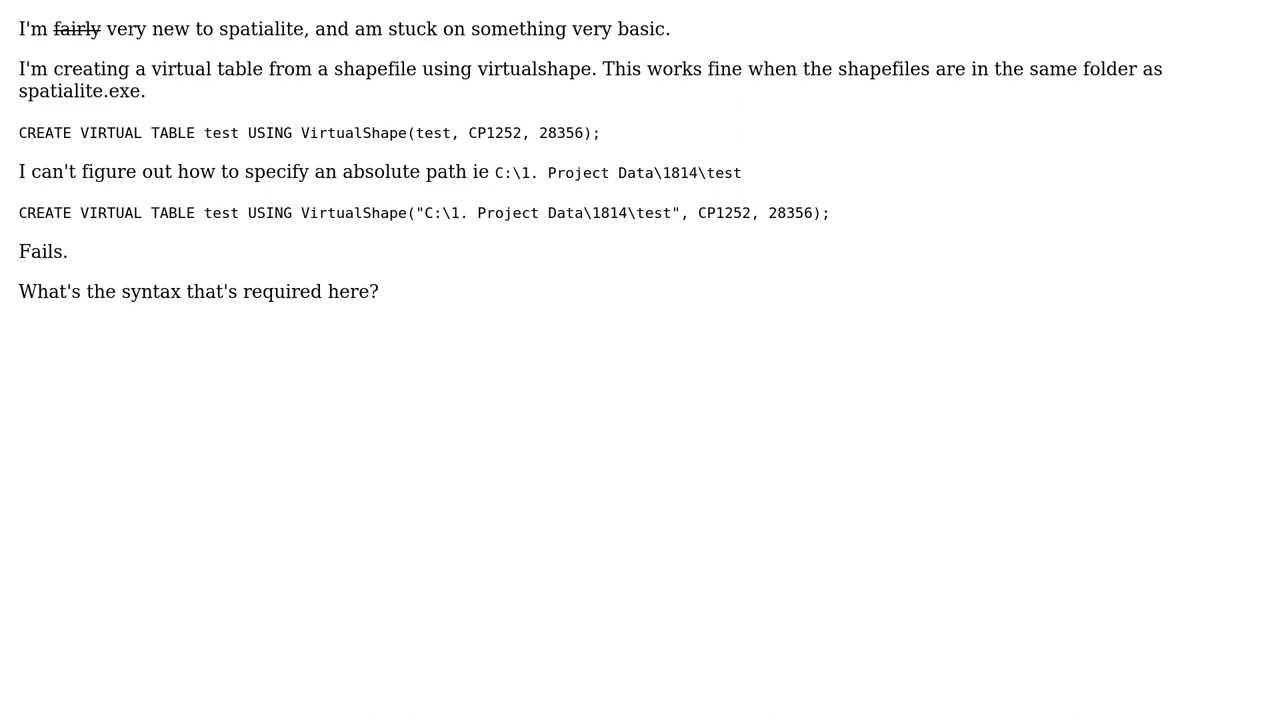 I'm fairly very new to spatialite, and am stuck on something very basic.
I'm creating a virtual table from a shapefile using virtualshape. This works fine when the shapefiles are in the same folder as
spatialite.exe.
CREATE VIRTUAL TABLE test USING VirtualShape(test, CP1252, 28356);
I can't figure out how to specify an absolute path ie C:\1. Project Data\1814\test
CREATE VIRTUAL TABLE test USING VirtualShape("C:\1. Project Data\1814\test", CP1252, 28356);
Fails.
What's the syntax that's required here?